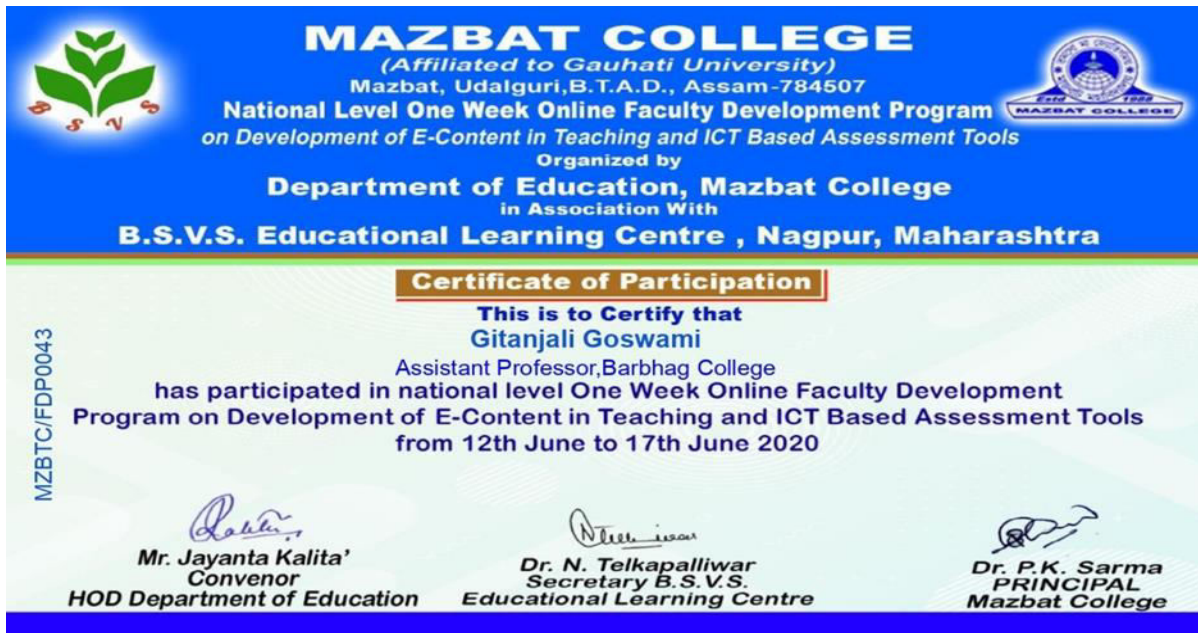 MAZBAT COLLEGE
(Affiliated to Gauhati University)
Mazbat, Udalguri,B.T.A.D., Assam-784507
National Level One Week Online Faculty Development Program
on Development of E-Content in Teaching and ICT Based Assessment Tools
Organized by
Department of Education, Mazbat College
in Association With
B.S.V.S. Educational Learning Centre , Nagpur, Maharashtra
B S V S
Estd 1988
MAZBAT COLLEGE
Certificate of Participation
This is to Certify that
Gitanjali Goswami
Assistant Professor,Barbhag College
has participated in national level One Week Online Faculty Development
Program on Development of E-Content in Teaching and ICT Based Assessment Tools
from 12th June to 17th June 2020
MZBTC/FDP0043
Mr. Jayanta Kalita’
Convenor
HOD Department of Education
Dr. N. Telkapalliwar
Secretary B.S.V.S.
Educational Learning Centre
Dr. P.K. Sarma
PRINCIPAL
Mazbat College